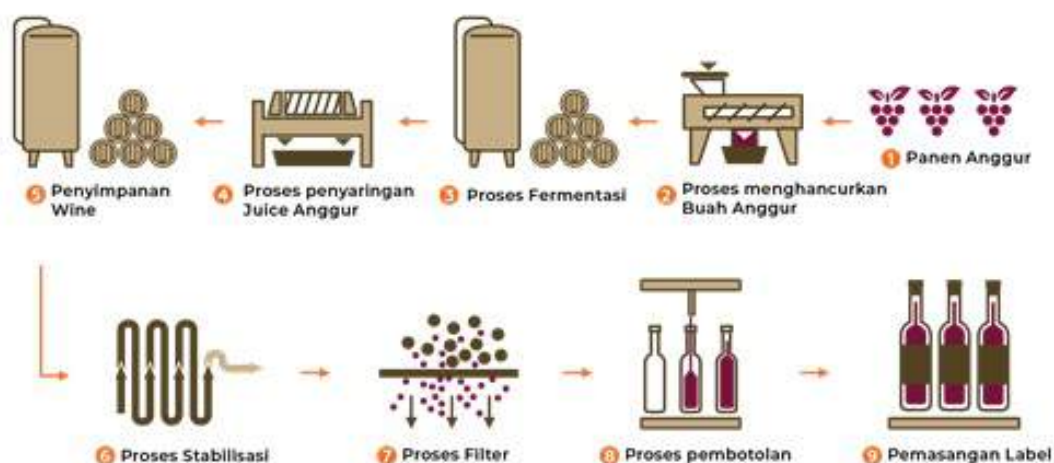 1 Panen Anggur
2 Proses menghancurkan
Buah Anggur
3 Proses Fermentasi
4 Proses penyaringan
Juice Anggur
5 Penyimpanan
Wine
6 Proses Stabilisasi
7 Proses Filter
8 Proses pembotolan
9 Pemasangan Label